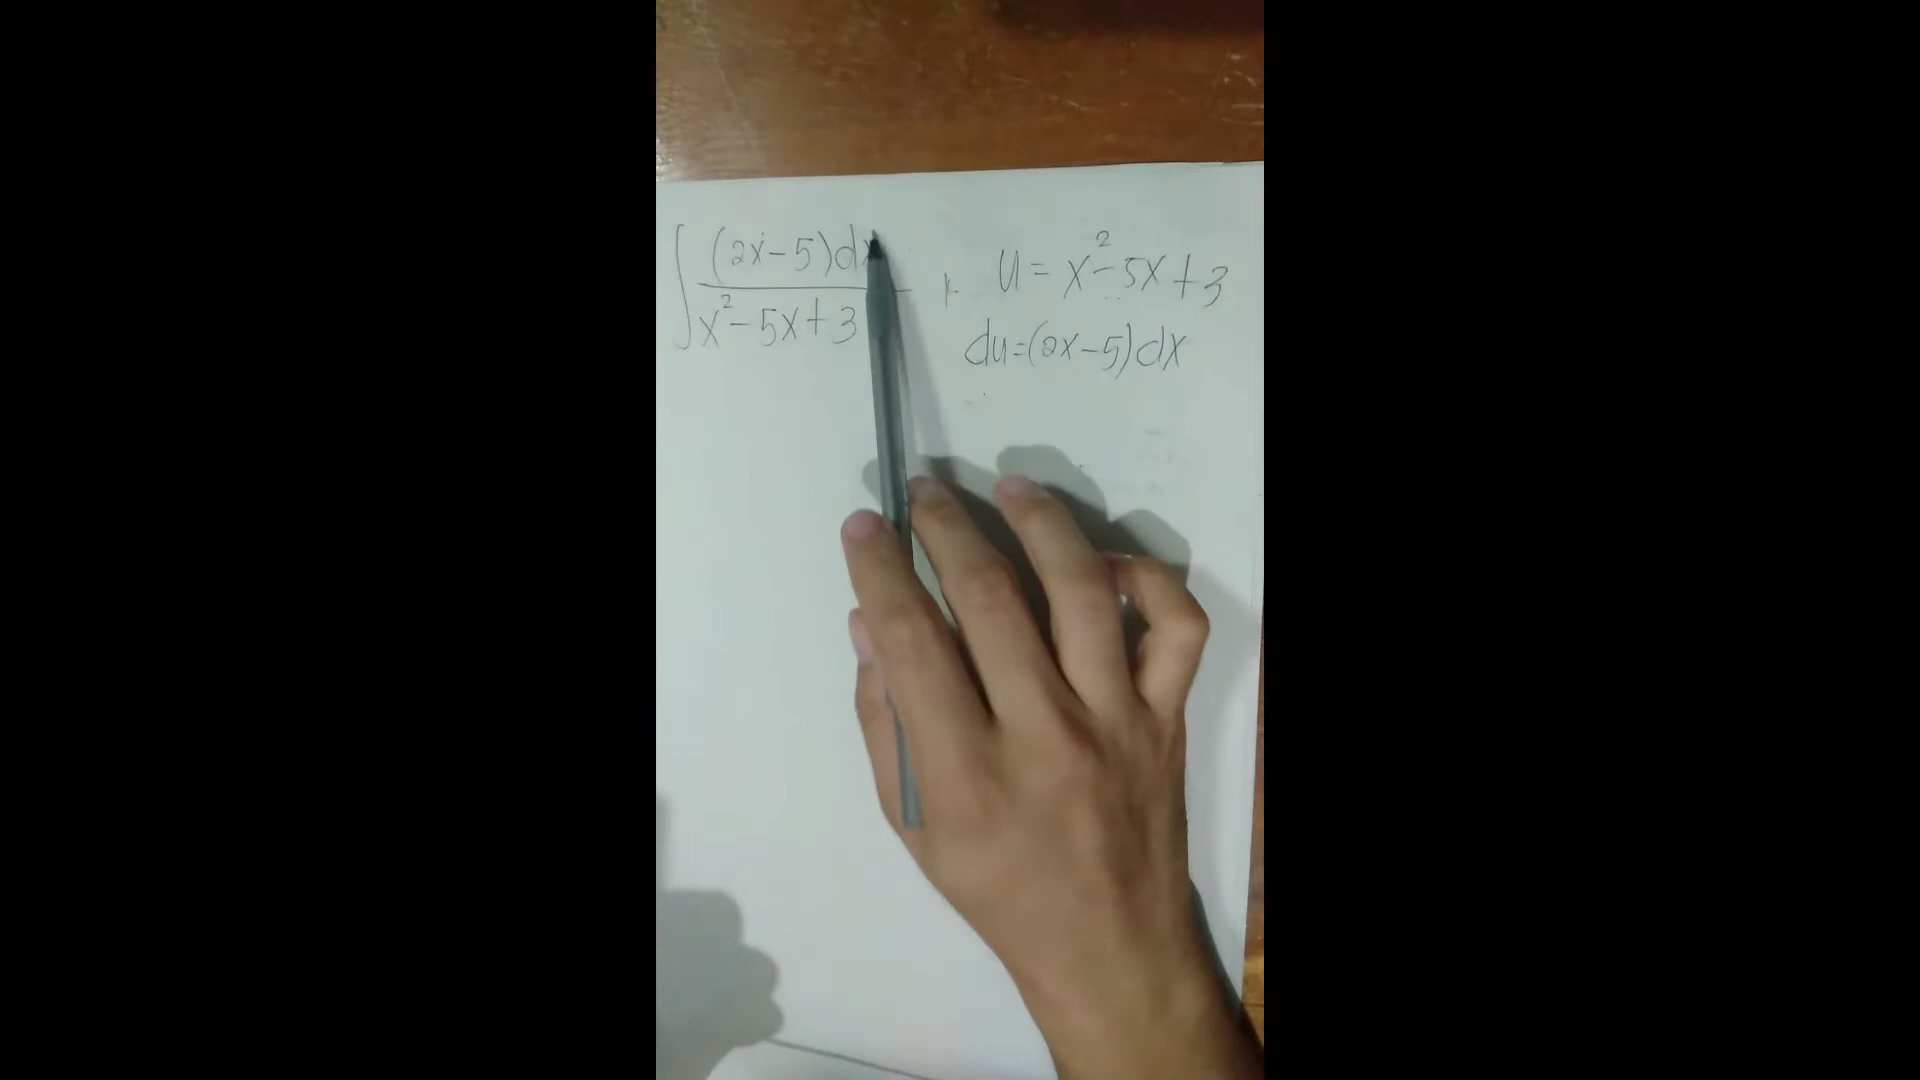 ∫ (2x-5)dx
x²-5x+3
u = x²-5x+3
du=(2x-5)dx